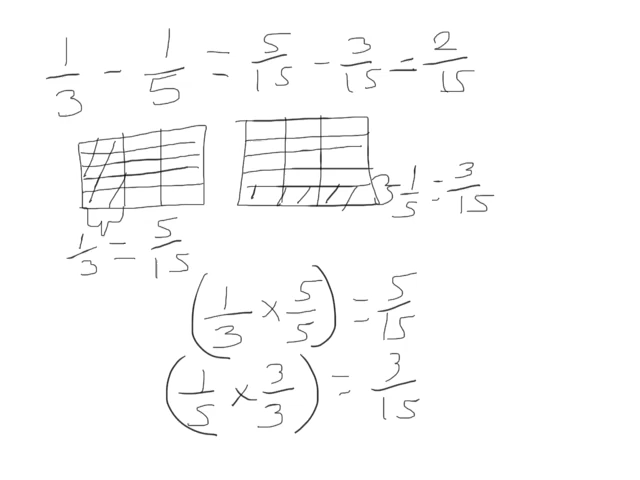 1/3 - 1/5 = 5/15 - 3/15 = 2/15
1/5 = 3/15
1/3 = 5/15
(1/3 × 5/5) = 5/15
(1/5 × 3/3) = 3/15